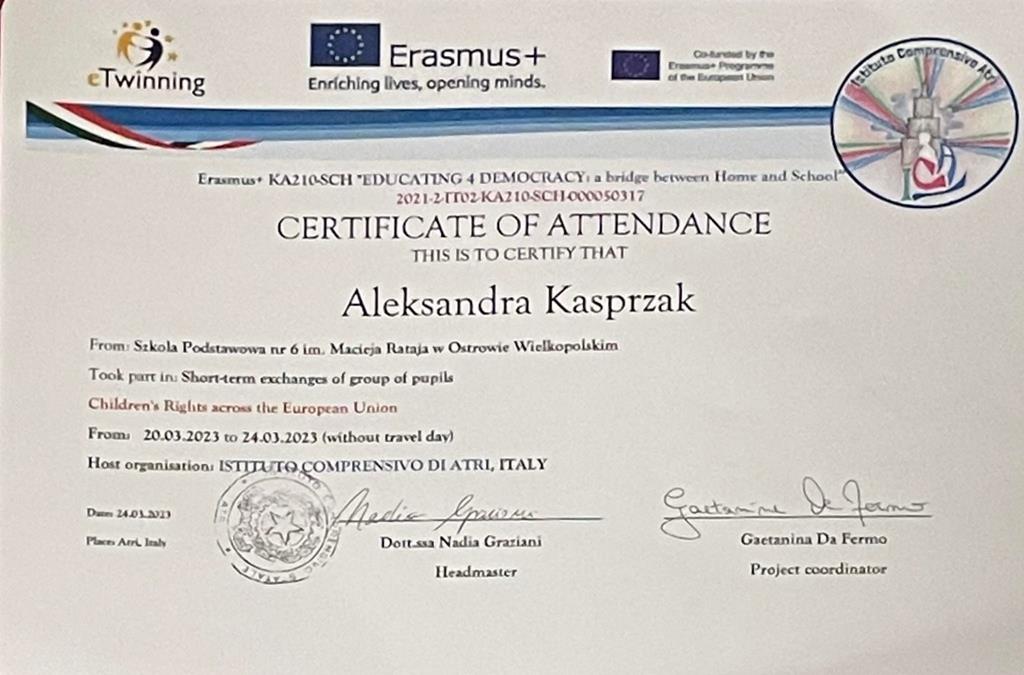 eTwinning
Erasmus+
Enriching lives, opening minds.
Co-funded by the
Erasmus+ Programme
of the European Union
Istituto Comprensivo Atri
Erasmus+ KA210-SCH "EDUCATING 4 DEMOCRACY: a bridge between Home and School"
2021-2-IT02-KA210-SCH-000050317
CERTIFICATE OF ATTENDANCE
THIS IS TO CERTIFY THAT
Aleksandra Kasprzak
From: Szkola Podstawowa nr 6 im. Macieja Rataja w Ostrowie Wielkopolskim
Took part in: Short-term exchanges of group of pupils
Children's Rights across the European Union
From: 20.03.2023 to 24.03.2023 (without travel day)
Host organisation: ISTITUTO COMPRENSIVO DI ATRI, ITALY
Date: 24.03.2023
Place: Atri, Italy
Nadia Graziani
Dott.ssa Nadia Graziani
Headmaster
Gaetanina Da Fermo
Gaetanina Da Fermo
Project coordinator